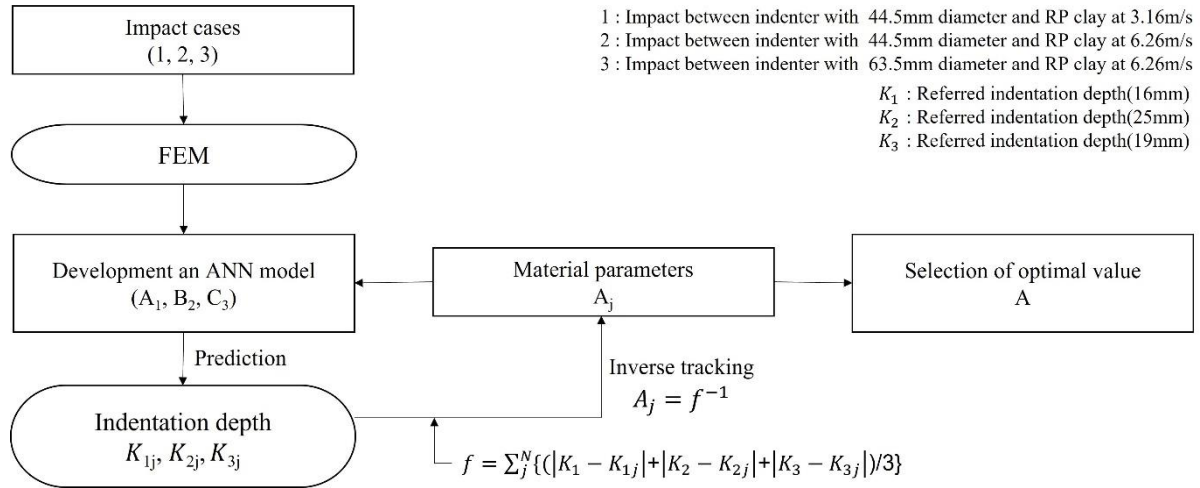 Impact cases
(1, 2, 3)
1 : Impact between indenter with 44.5mm diameter and RP clay at 3.16m/s
2 : Impact between indenter with 44.5mm diameter and RP clay at 6.26m/s
3 : Impact between indenter with 63.5mm diameter and RP clay at 6.26m/s
K₁ : Referred indentation depth(16mm)
K₂ : Referred indentation depth(25mm)
K₃ : Referred indentation depth(19mm)
FEM
Development an ANN model
(A₁, B₂, C₃)
Material parameters
Aⱼ
Selection of optimal value
A
Prediction
Inverse tracking
Aⱼ = f⁻¹
Indentation depth
K₁ⱼ, K₂ⱼ, K₃ⱼ
f = ∑ⱼᴺ{(|K₁ − K₁ⱼ|+|K₂ − K₂ⱼ|+|K₃ − K₃ⱼ|)/3}